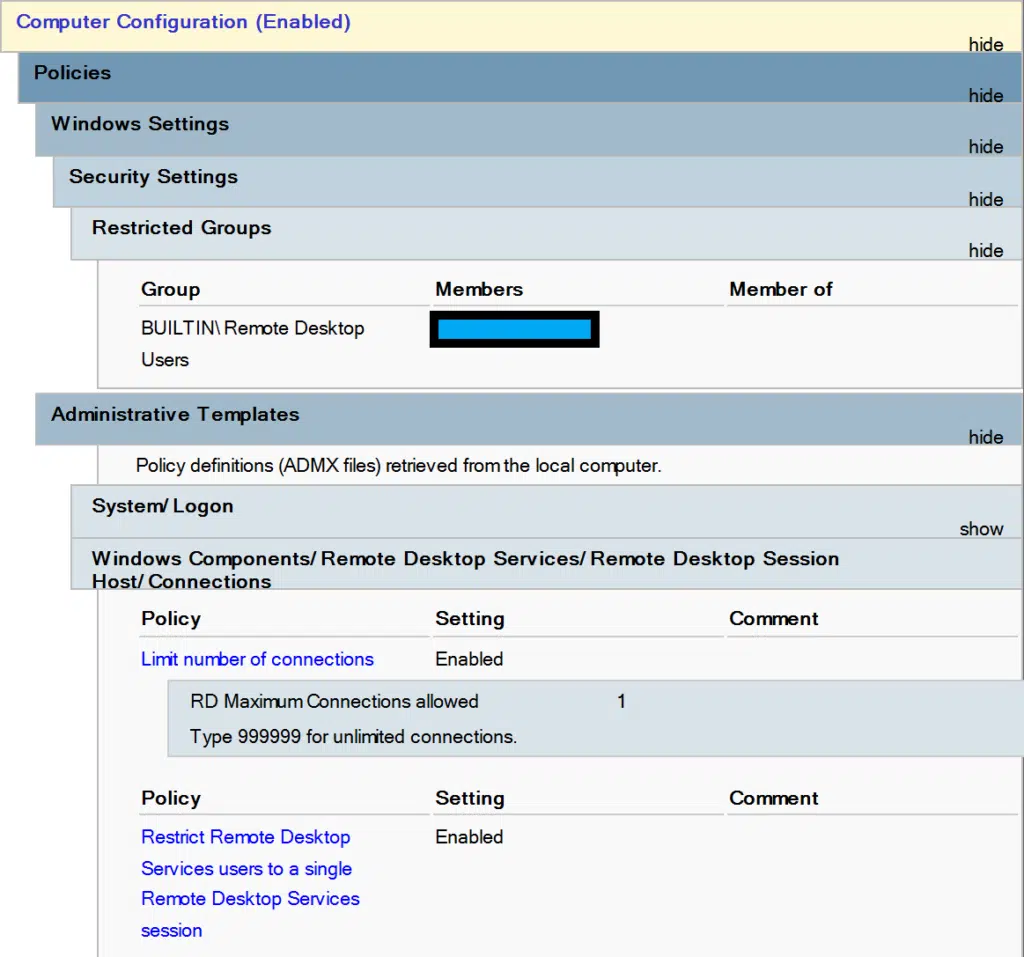 Computer Configuration (Enabled)
hide
Policies
hide
Windows Settings
hide
Security Settings
hide
Restricted Groups
hide
Group Members Member of
BUILTIN\Remote Desktop
Users
Administrative Templates
hide
Policy definitions (ADMX files) retrieved from the local computer.
System/Logon
show
Windows Components/Remote Desktop Services/Remote Desktop Session
Host/Connections
Policy Setting Comment
Limit number of connections Enabled
RD Maximum Connections allowed 1
Type 999999 for unlimited connections.
Policy Setting Comment
Restrict Remote Desktop Enabled
Services users to a single
Remote Desktop Services
session